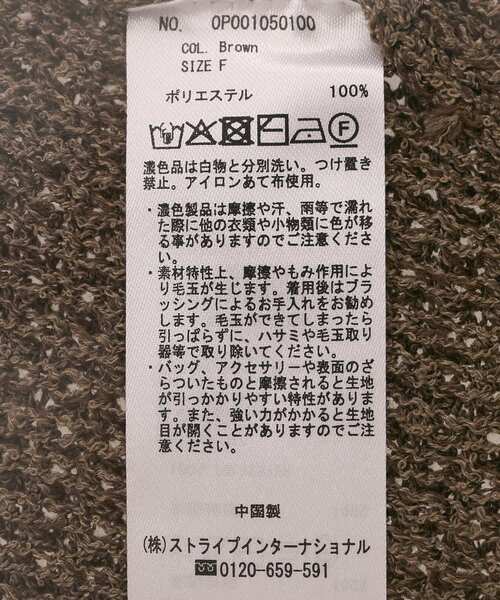 NO. OP001050100
COL. Brown
SIZE F
ポリエステル 100%
濃色品は白物と分別洗い。つけ置き
禁止。アイロンあて布使用。
・濃色製品は摩擦や汗、雨等で濡れ
た際に他の衣類や小物類に色が移
る事がありますのでご注意くださ
い。
・素材特性上、摩擦やもみ作用によ
り毛玉が生じます。着用後はブラ
ッシングによるお手入れをお勧め
します。毛玉ができてしまったら
引っぱらずに、ハサミや毛玉取り
器等で取り除いてください。
・バッグ、アクセサリーや表面のざ
らついたものと摩擦されると生地
が引っかかりやすい特性がありま
す。また、強い力がかかると生地
目が開くことがありますのでご注
意ください。
中国製
(株)ストライプインターナショナル
0120-659-591